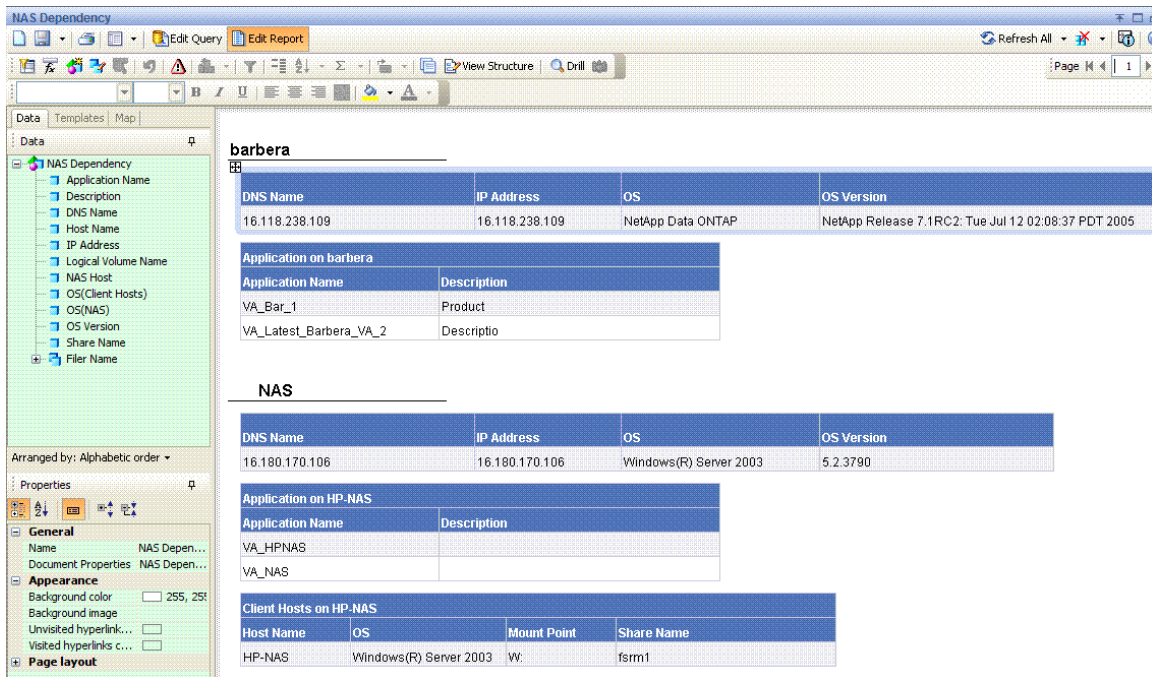 NAS Dependency
Edit Query Edit Report Refresh All
View Structure Drill Page 1
B I U A
Data Templates Map
Data
NAS Dependency
Application Name
Description
DNS Name
Host Name
IP Address
Logical Volume Name
NAS Host
OS(Client Hosts)
OS(NAS)
OS Version
Share Name
Filer Name
Arranged by: Alphabetic order
Properties
General
Name NAS Depen...
Document Properties NAS Depen...
Appearance
Background color 255, 255
Background image
Unvisited hyperlink...
Visited hyperlinks c...
Page layout
barbera
DNS Name IP Address OS OS Version
16.118.238.109 16.118.238.109 NetApp Data ONTAP NetApp Release 7.1RC2: Tue Jul 12 02:08:37 PDT 2005
Application on barbera
Application Name Description
VA_Bar_1 Product
VA_Latest_Barbera_VA_2 Descriptio
NAS
DNS Name IP Address OS OS Version
16.180.170.106 16.180.170.106 Windows(R) Server 2003 5.2.3790
Application on HP-NAS
Application Name Description
VA_HPNAS
VA_NAS
Client Hosts on HP-NAS
Host Name OS Mount Point Share Name
HP-NAS Windows(R) Server 2003 W: fsrm1